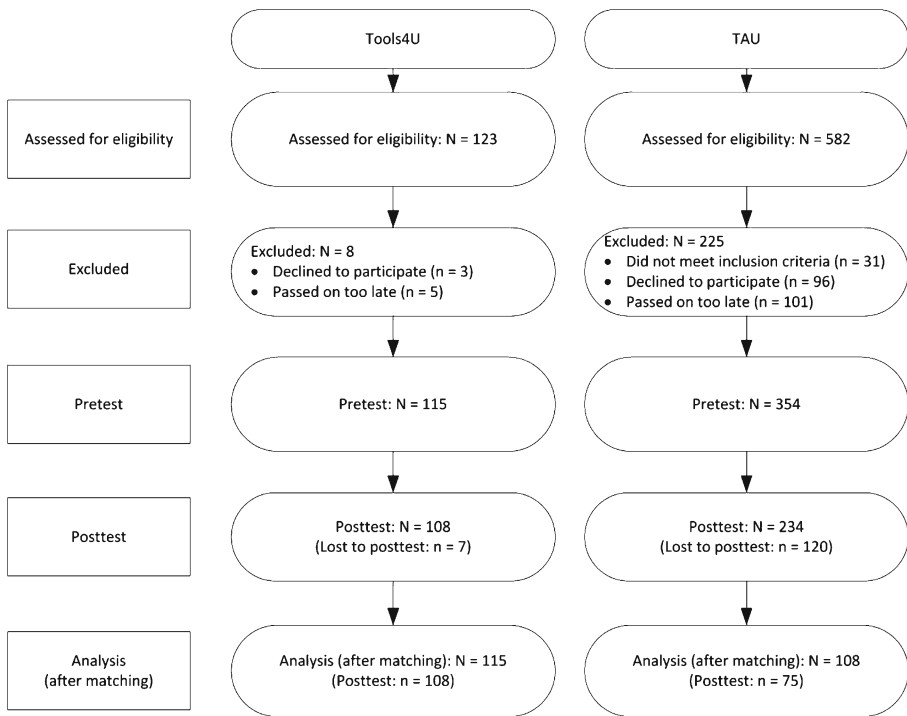 Tools4U
TAU
Assessed for eligibility
Assessed for eligibility: N = 123
Assessed for eligibility: N = 582
Excluded
Excluded: N = 8
• Declined to participate (n = 3)
• Passed on too late (n = 5)
Excluded: N = 225
• Did not meet inclusion criteria (n = 31)
• Declined to participate (n = 96)
• Passed on too late (n = 101)
Pretest
Pretest: N = 115
Pretest: N = 354
Posttest
Posttest: N = 108
(Lost to posttest: n = 7)
Posttest: N = 234
(Lost to posttest: n = 120)
Analysis
(after matching)
Analysis (after matching): N = 115
(Posttest: n = 108)
Analysis (after matching): N = 108
(Posttest: n = 75)